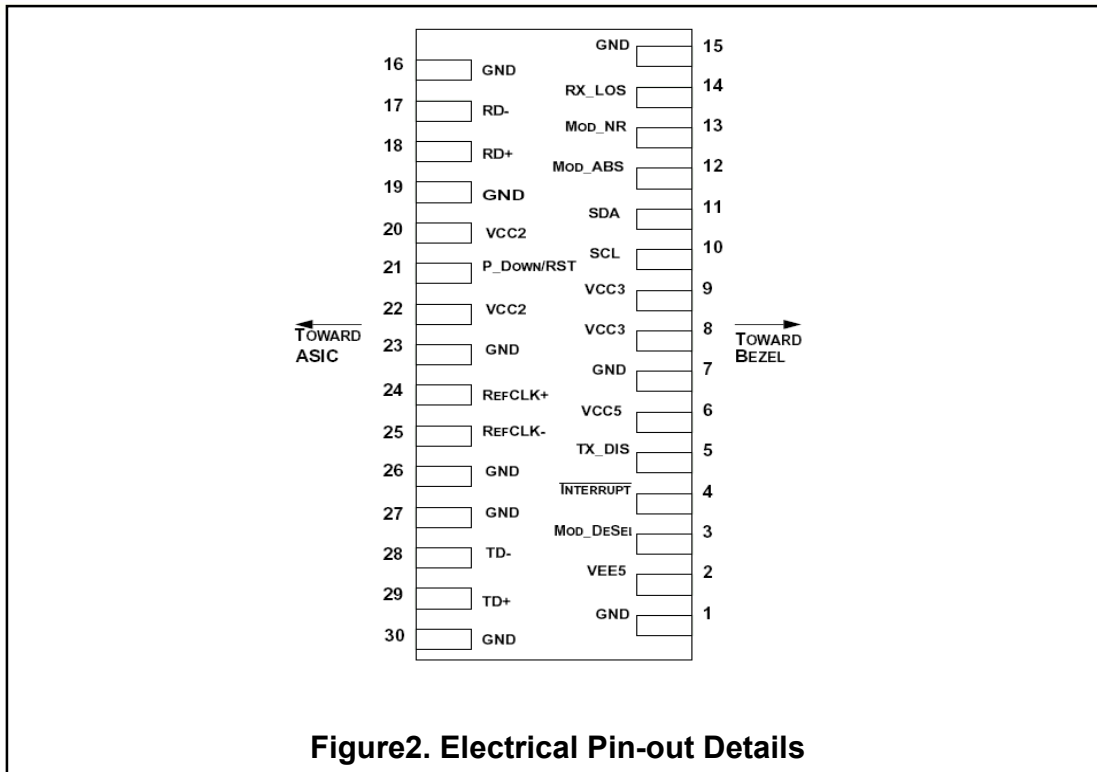 GND 15
16 GND
RX_LOS 14
17 RD-
MOD_NR 13
18 RD+
MOD_ABS 12
19 GND
SDA 11
20 VCC2
SCL 10
21 P_DOWN/RST
VCC3 9
22 VCC2
VCC3 8
TOWARD ASIC
TOWARD BEZEL
23 GND
GND 7
24 REFCLK+
VCC5 6
25 REFCLK-
TX_DIS 5
26 GND
INTERRUPT 4
27 GND
MOD_DESEl 3
28 TD-
VEE5 2
29 TD+
GND 1
30 GND
Figure2. Electrical Pin-out Details